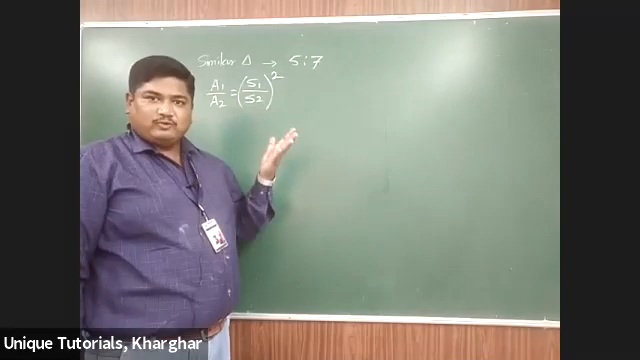 Similar Δ → 5:7
A1/A2 = (S1/S2)²
Unique Tutorials, Kharghar